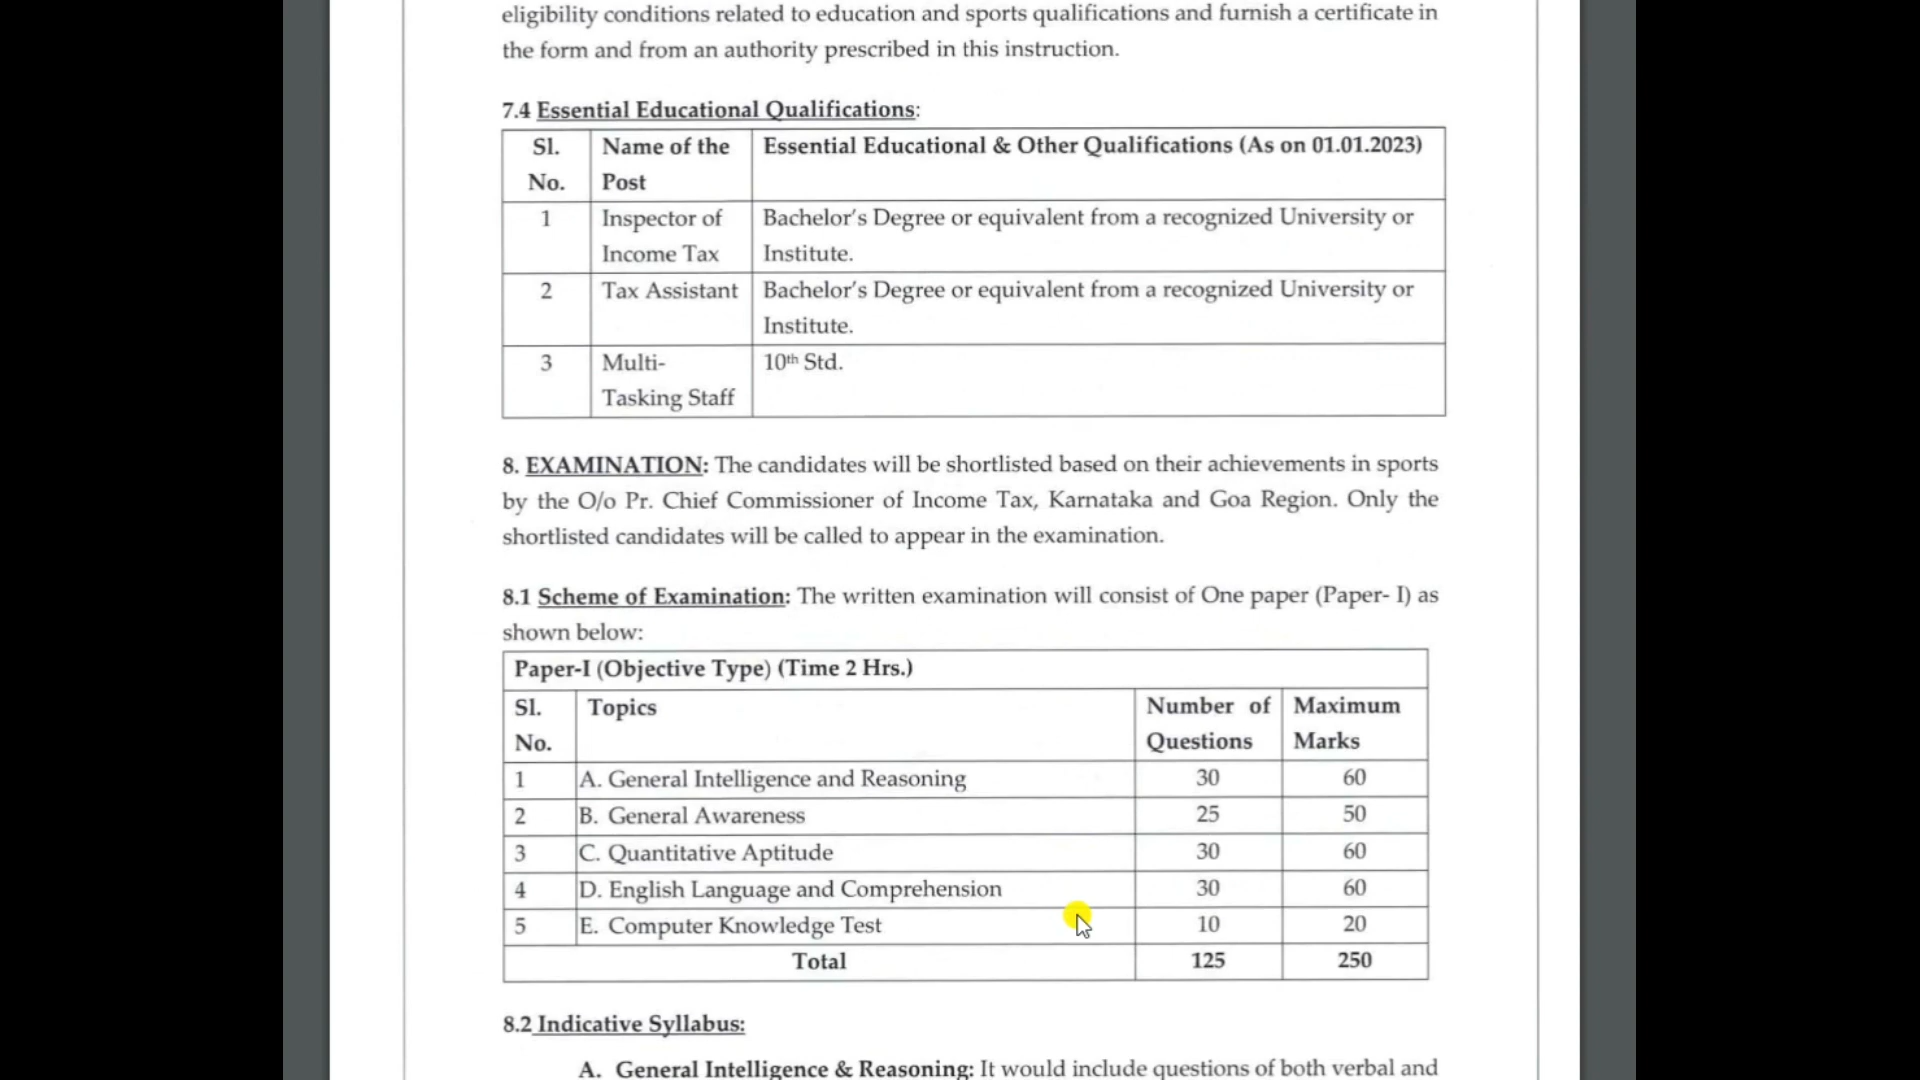 eligibility conditions related to education and sports qualifications and furnish a certificate in
the form and from an authority prescribed in this instruction.
7.4 Essential Educational Qualifications:
Sl. No. Name of the Post Essential Educational & Other Qualifications (As on 01.01.2023)
1 Inspector of Income Tax Bachelor's Degree or equivalent from a recognized University or Institute.
2 Tax Assistant Bachelor's Degree or equivalent from a recognized University or Institute.
3 Multi-Tasking Staff 10th Std.
8. EXAMINATION: The candidates will be shortlisted based on their achievements in sports
by the O/o Pr. Chief Commissioner of Income Tax, Karnataka and Goa Region. Only the
shortlisted candidates will be called to appear in the examination.
8.1 Scheme of Examination: The written examination will consist of One paper (Paper- I) as
shown below:
Paper-I (Objective Type) (Time 2 Hrs.)
Sl. No. Topics Number of Questions Maximum Marks
1 A. General Intelligence and Reasoning 30 60
2 B. General Awareness 25 50
3 C. Quantitative Aptitude 30 60
4 D. English Language and Comprehension 30 60
5 E. Computer Knowledge Test 10 20
Total 125 250
8.2 Indicative Syllabus:
A. General Intelligence & Reasoning: It would include questions of both verbal and